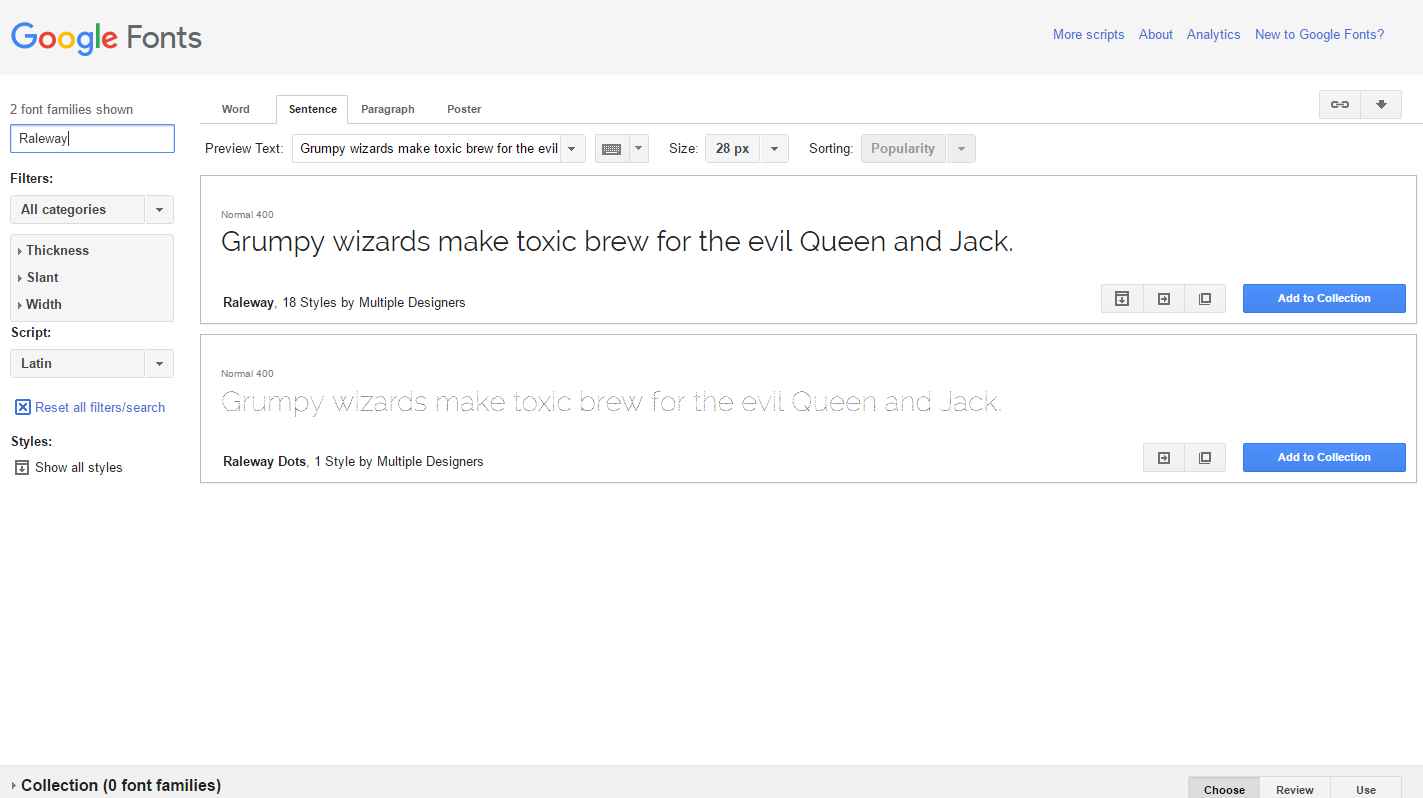 Google Fonts
More scripts About Analytics New to Google Fonts?
2 font families shown
Raleway
Filters:
All categories
Thickness
Slant
Width
Script:
Latin
Reset all filters/search
Styles:
Show all styles
Word Sentence Paragraph Poster
Preview Text: Grumpy wizards make toxic brew for the evil Size: 28 px Sorting: Popularity
Normal 400
Grumpy wizards make toxic brew for the evil Queen and Jack.
Raleway, 18 Styles by Multiple Designers Add to Collection
Normal 400
Grumpy wizards make toxic brew for the evil Queen and Jack.
Raleway Dots, 1 Style by Multiple Designers Add to Collection
Collection (0 font families) Choose Review Use